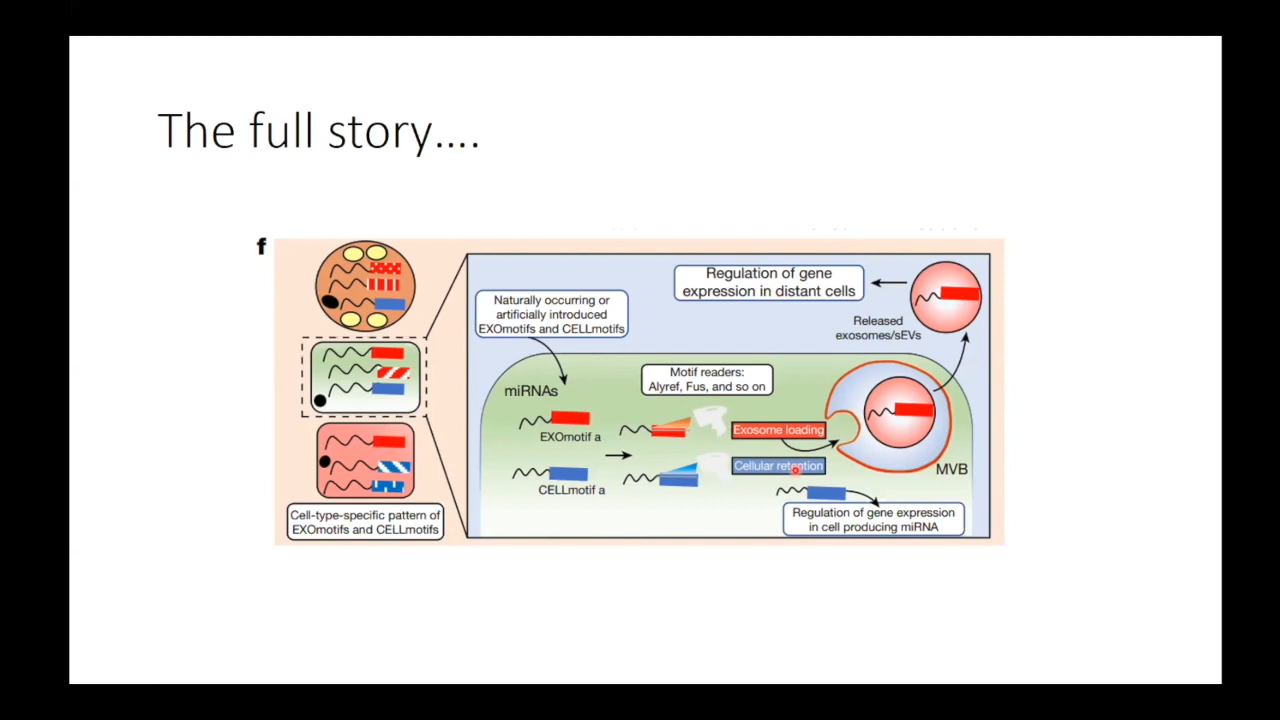 The full story....
f
Naturally occurring or
artificially introduced
EXOmotifs and CELLmotifs
Regulation of gene
expression in distant cells
Released
exosomes/sEVs
miRNAs
Motif readers:
Alyref, Fus, and so on
EXOmotif a
Exosome loading
CELLmotif a
Cellular retention
MVB
Regulation of gene expression
in cell producing miRNA
Cell-type-specific pattern of
EXOmotifs and CELLmotifs